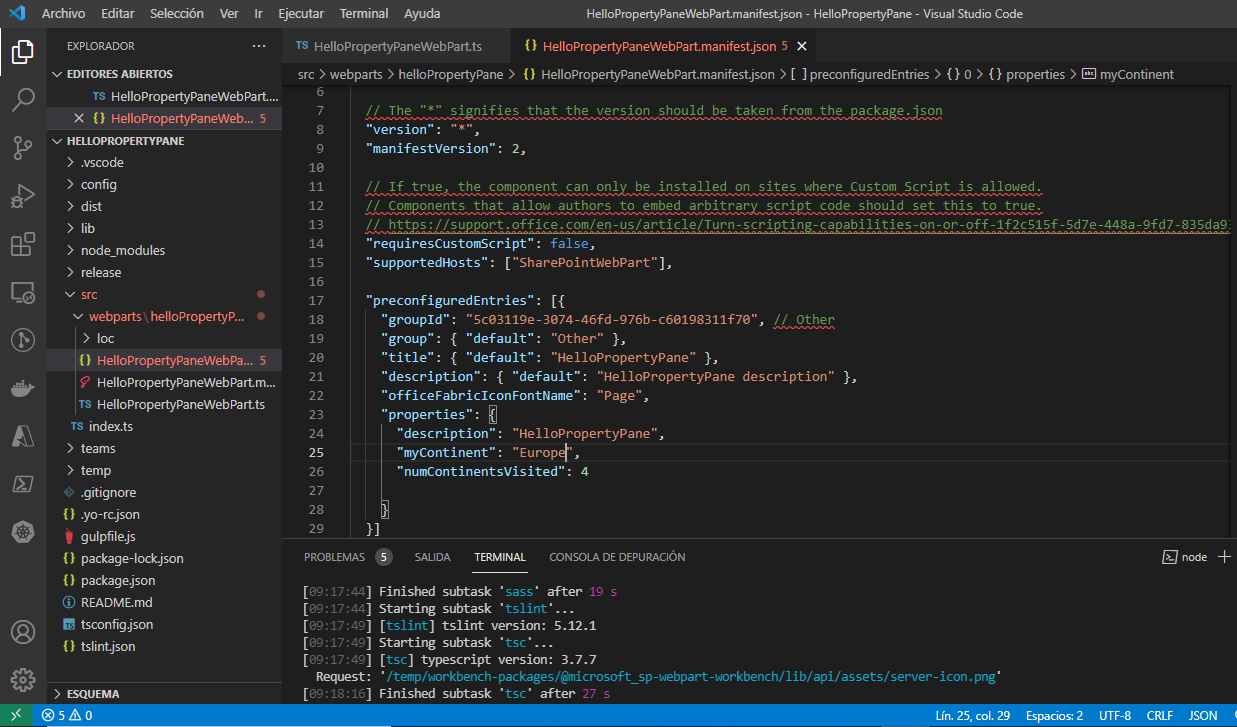 Archivo Editar Selección Ver Ir Ejecutar Terminal Ayuda HelloPropertyPaneWebPart.manifest.json - HelloPropertyPane - Visual Studio Code
EXPLORADOR ...
EDITORES ABIERTOS
TS HelloPropertyPaneWebPart....
{} HelloPropertyPaneWeb... 5
HELLOPROPERTYPANE
.vscode
config
dist
lib
node_modules
release
src
webparts\helloPropertyP...
loc
{} HelloPropertyPaneWebPa... 5
HelloPropertyPaneWebPart.m...
TS HelloPropertyPaneWebPart.ts
TS index.ts
teams
temp
.gitignore
{} .yo-rc.json
gulpfile.js
{} package-lock.json
{} package.json
README.md
tsconfig.json
{} tslint.json
ESQUEMA
TS HelloPropertyPaneWebPart.ts {} HelloPropertyPaneWebPart.manifest.json 5
src > webparts > helloPropertyPane > {} HelloPropertyPaneWebPart.manifest.json > [ ] preconfiguredEntries > {} 0 > {} properties > myContinent
6
7 // The "*" signifies that the version should be taken from the package.json
8 "version": "*",
9 "manifestVersion": 2,
10
11 // If true, the component can only be installed on sites where Custom Script is allowed.
12 // Components that allow authors to embed arbitrary script code should set this to true.
13 // https://support.office.com/en-us/article/Turn-scripting-capabilities-on-or-off-1f2c515f-5d7e-448a-9fd7-835da9
14 "requiresCustomScript": false,
15 "supportedHosts": ["SharePointWebPart"],
16
17 "preconfiguredEntries": [{
18 "groupId": "5c03119e-3074-46fd-976b-c60198311f70", // Other
19 "group": { "default": "Other" },
20 "title": { "default": "HelloPropertyPane" },
21 "description": { "default": "HelloPropertyPane description" },
22 "officeFabricIconFontName": "Page",
23 "properties": {
24 "description": "HelloPropertyPane",
25 "myContinent": "Europe",
26 "numContinentsVisited": 4
27
28 }
29 }]
PROBLEMAS 5 SALIDA TERMINAL CONSOLA DE DEPURACIÓN node
[09:17:44] Finished subtask 'sass' after 19 s
[09:17:44] Starting subtask 'tslint'...
[09:17:49] [tslint] tslint version: 5.12.1
[09:17:49] Starting subtask 'tsc'...
[09:17:49] [tsc] typescript version: 3.7.7
Request: '/temp/workbench-packages/@microsoft_sp-webpart-workbench/lib/api/assets/server-icon.png'
[09:18:16] Finished subtask 'tsc' after 27 s
5 0 Lín. 25, col. 29 Espacios: 2 UTF-8 CRLF JSON